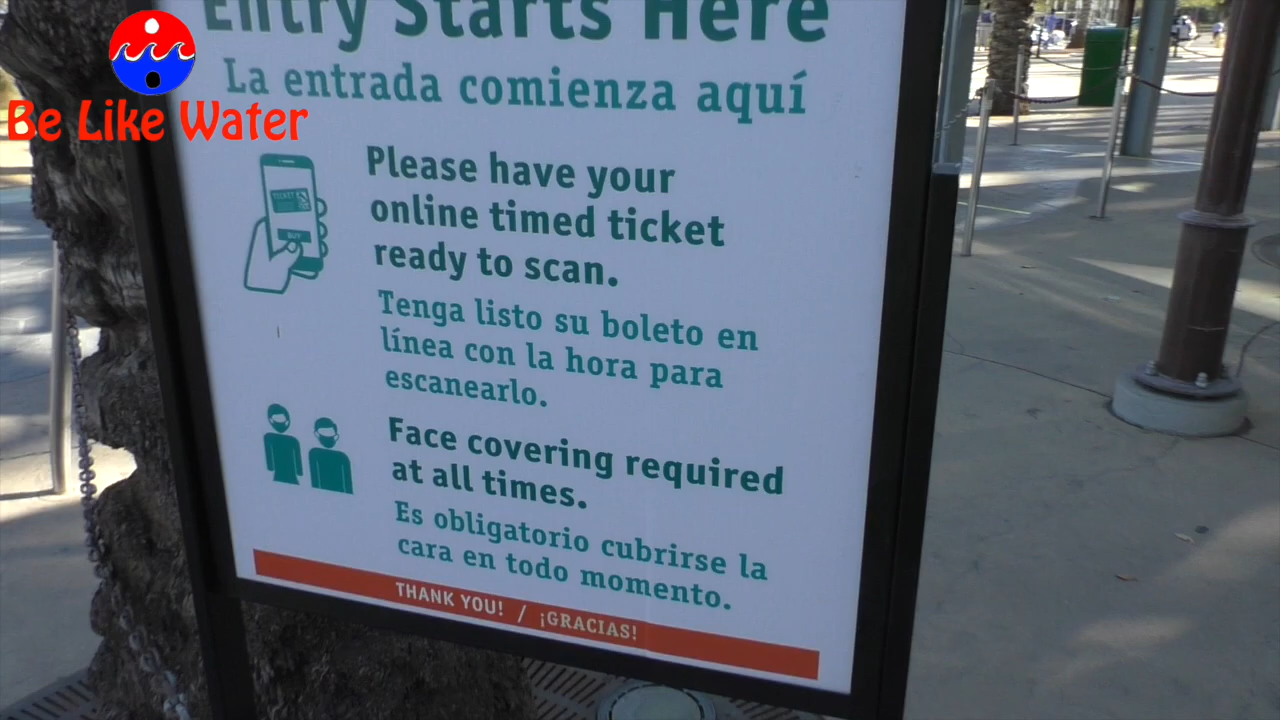 Entry Starts Here
La entrada comienza aquí
Be Like Water
Please have your
online timed ticket
ready to scan.
TICKET
BUY
Tenga listo su boleto en
línea con la hora para
escanearlo.
Face covering required
at all times.
Es obligatorio cubrirse la
cara en todo momento.
THANK YOU! / ¡GRACIAS!